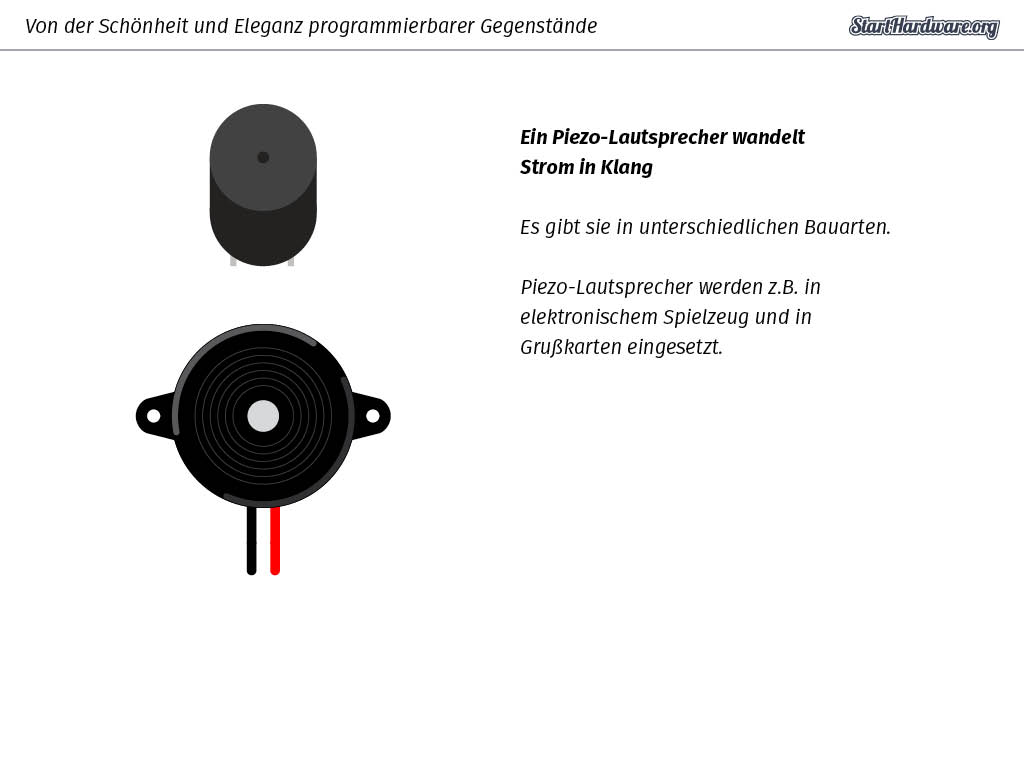 Von der Schönheit und Eleganz programmierbarer Gegenstände
StartHardware.org
Ein Piezo-Lautsprecher wandelt
Strom in Klang
Es gibt sie in unterschiedlichen Bauarten.
Piezo-Lautsprecher werden z.B. in
elektronischem Spielzeug und in
Grußkarten eingesetzt.